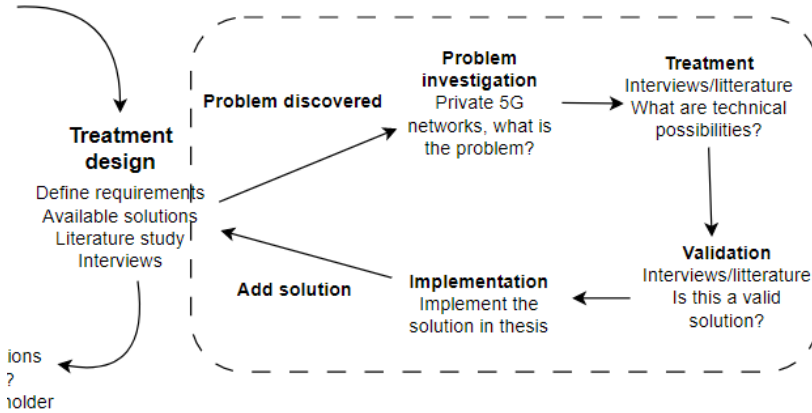 Problem
investigation
Private 5G
networks, what is
the problem?
Treatment
Interviews/litterature
What are technical
possibilities?
Problem discovered
Treatment
design
Define requirements
Available solutions
Literature study
Interviews
Validation
Interviews/litterature
Is this a valid
solution?
Implementation
Implement the
solution in thesis
Add solution
ions
?
holder